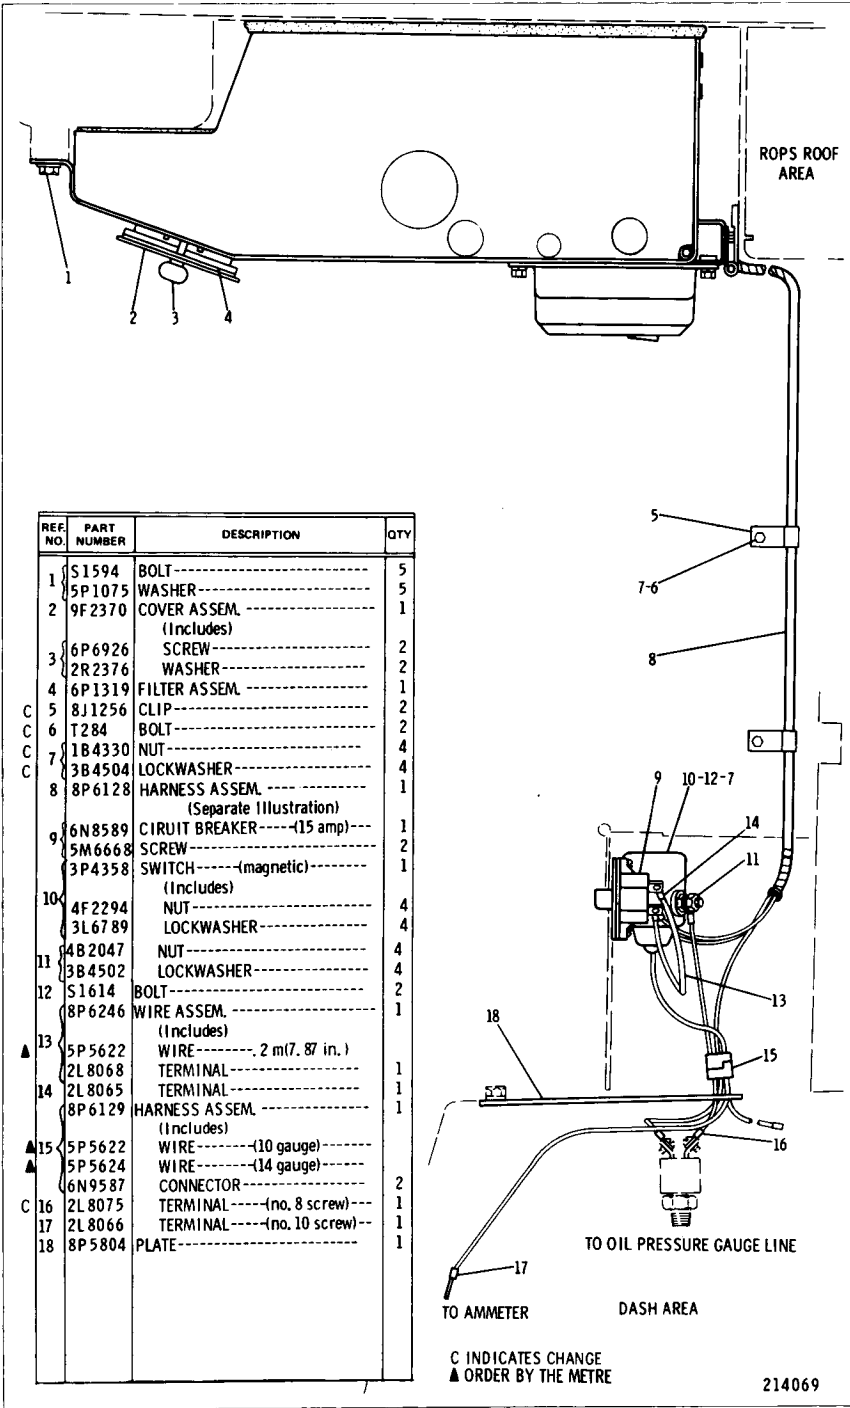 ROPS ROOF
AREA
1
2
3
4
5
7-6
8
9
10-12-7
14
11
13
18
15
16
17
TO OIL PRESSURE GAUGE LINE
TO AMMETER
DASH AREA
C INDICATES CHANGE
▲ ORDER BY THE METRE
214069
REF. NO. PART NUMBER DESCRIPTION QTY
1 S1594 BOLT 5
5P1075 WASHER 5
2 9F2370 COVER ASSEM. 1
(Includes)
3 6P6926 SCREW 2
2R2376 WASHER 2
4 6P1319 FILTER ASSEM. 1
C 5 8J1256 CLIP 2
C 6 T284 BOLT 2
C 7 1B4330 NUT 4
C 3B4504 LOCKWASHER 4
8 8P6128 HARNESS ASSEM. 1
(Separate Illustration)
9 6N8589 CIRUIT BREAKER-----(15 amp)--- 1
5M6668 SCREW 2
10 3P4358 SWITCH-----(magnetic)------- 1
(Includes)
4F2294 NUT 4
3L6789 LOCKWASHER 4
11 4B2047 NUT 4
3B4502 LOCKWASHER 4
12 S1614 BOLT 2
13 8P6246 WIRE ASSEM. 1
(Includes)
▲ 5P5622 WIRE-------.2 m(7.87 in.)
2L8068 TERMINAL 1
14 2L8065 TERMINAL 1
15 8P6129 HARNESS ASSEM. 1
(Includes)
▲ 5P5622 WIRE-------(10 gauge)------
▲ 5P5624 WIRE-------(14 gauge)------
6N9587 CONNECTOR 2
C 16 2L8075 TERMINAL----(no. 8 screw)--- 1
17 2L8066 TERMINAL-----(no. 10 screw)-- 1
18 8P5804 PLATE 1